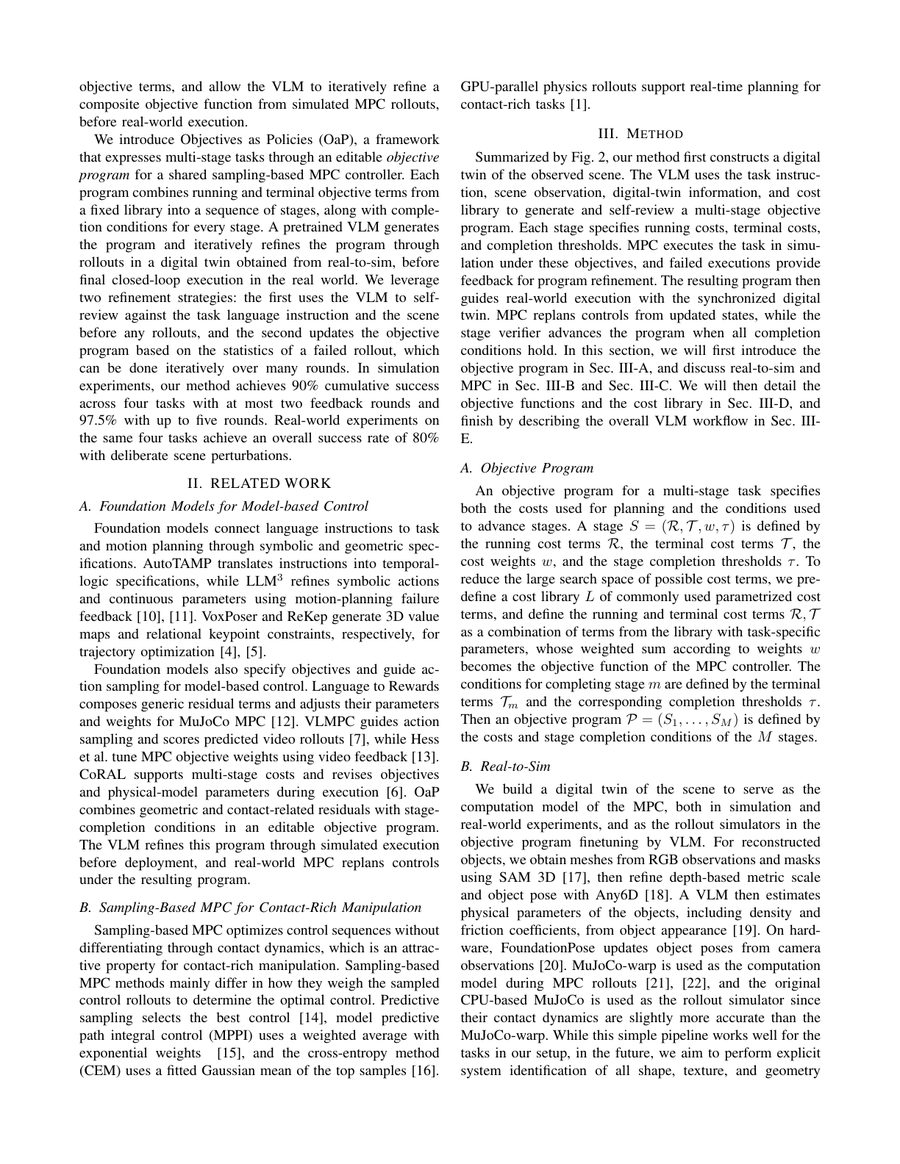 objective terms, and allow the VLM to iteratively refine a
composite objective function from simulated MPC rollouts,
before real-world execution.
We introduce Objectives as Policies (OaP), a framework
that expresses multi-stage tasks through an editable objective
program for a shared sampling-based MPC controller. Each
program combines running and terminal objective terms from
a fixed library into a sequence of stages, along with comple-
tion conditions for every stage. A pretrained VLM generates
the program and iteratively refines the program through
rollouts in a digital twin obtained from real-to-sim, before
final closed-loop execution in the real world. We leverage
two refinement strategies: the first uses the VLM to self-
review against the task language instruction and the scene
before any rollouts, and the second updates the objective
program based on the statistics of a failed rollout, which
can be done iteratively over many rounds. In simulation
experiments, our method achieves 90% cumulative success
across four tasks with at most two feedback rounds and
97.5% with up to five rounds. Real-world experiments on
the same four tasks achieve an overall success rate of 80%
with deliberate scene perturbations.
II. RELATED WORK
A. Foundation Models for Model-based Control
Foundation models connect language instructions to task
and motion planning through symbolic and geometric spec-
ifications. AutoTAMP translates instructions into temporal-
logic specifications, while LLM³ refines symbolic actions
and continuous parameters using motion-planning failure
feedback [10], [11]. VoxPoser and ReKep generate 3D value
maps and relational keypoint constraints, respectively, for
trajectory optimization [4], [5].
Foundation models also specify objectives and guide ac-
tion sampling for model-based control. Language to Rewards
composes generic residual terms and adjusts their parameters
and weights for MuJoCo MPC [12]. VLMPC guides action
sampling and scores predicted video rollouts [7], while Hess
et al. tune MPC objective weights using video feedback [13].
CoRAL supports multi-stage costs and revises objectives
and physical-model parameters during execution [6]. OaP
combines geometric and contact-related residuals with stage-
completion conditions in an editable objective program.
The VLM refines this program through simulated execution
before deployment, and real-world MPC replans controls
under the resulting program.
B. Sampling-Based MPC for Contact-Rich Manipulation
Sampling-based MPC optimizes control sequences without
differentiating through contact dynamics, which is an attrac-
tive property for contact-rich manipulation. Sampling-based
MPC methods mainly differ in how they weigh the sampled
control rollouts to determine the optimal control. Predictive
sampling selects the best control [14], model predictive
path integral control (MPPI) uses a weighted average with
exponential weights [15], and the cross-entropy method
(CEM) uses a fitted Gaussian mean of the top samples [16].
GPU-parallel physics rollouts support real-time planning for
contact-rich tasks [1].
III. METHOD
Summarized by Fig. 2, our method first constructs a digital
twin of the observed scene. The VLM uses the task instruc-
tion, scene observation, digital-twin information, and cost
library to generate and self-review a multi-stage objective
program. Each stage specifies running costs, terminal costs,
and completion thresholds. MPC executes the task in simu-
lation under these objectives, and failed executions provide
feedback for program refinement. The resulting program then
guides real-world execution with the synchronized digital
twin. MPC replans controls from updated states, while the
stage verifier advances the program when all completion
conditions hold. In this section, we will first introduce the
objective program in Sec. III-A, and discuss real-to-sim and
MPC in Sec. III-B and Sec. III-C. We will then detail the
objective functions and the cost library in Sec. III-D, and
finish by describing the overall VLM workflow in Sec. III-
E.
A. Objective Program
An objective program for a multi-stage task specifies
both the costs used for planning and the conditions used
to advance stages. A stage S = (R, T, w, τ) is defined by
the running cost terms R, the terminal cost terms T, the
cost weights w, and the stage completion thresholds τ. To
reduce the large search space of possible cost terms, we pre-
define a cost library L of commonly used parametrized cost
terms, and define the running and terminal cost terms R, T
as a combination of terms from the library with task-specific
parameters, whose weighted sum according to weights w
becomes the objective function of the MPC controller. The
conditions for completing stage m are defined by the terminal
terms Tₘ and the corresponding completion thresholds τ.
Then an objective program P = (S₁, . . . , S_M) is defined by
the costs and stage completion conditions of the M stages.
B. Real-to-Sim
We build a digital twin of the scene to serve as the
computation model of the MPC, both in simulation and
real-world experiments, and as the rollout simulators in the
objective program finetuning by VLM. For reconstructed
objects, we obtain meshes from RGB observations and masks
using SAM 3D [17], then refine depth-based metric scale
and object pose with Any6D [18]. A VLM then estimates
physical parameters of the objects, including density and
friction coefficients, from object appearance [19]. On hard-
ware, FoundationPose updates object poses from camera
observations [20]. MuJoCo-warp is used as the computation
model during MPC rollouts [21], [22], and the original
CPU-based MuJoCo is used as the rollout simulator since
their contact dynamics are slightly more accurate than the
MuJoCo-warp. While this simple pipeline works well for the
tasks in our setup, in the future, we aim to perform explicit
system identification of all shape, texture, and geometry